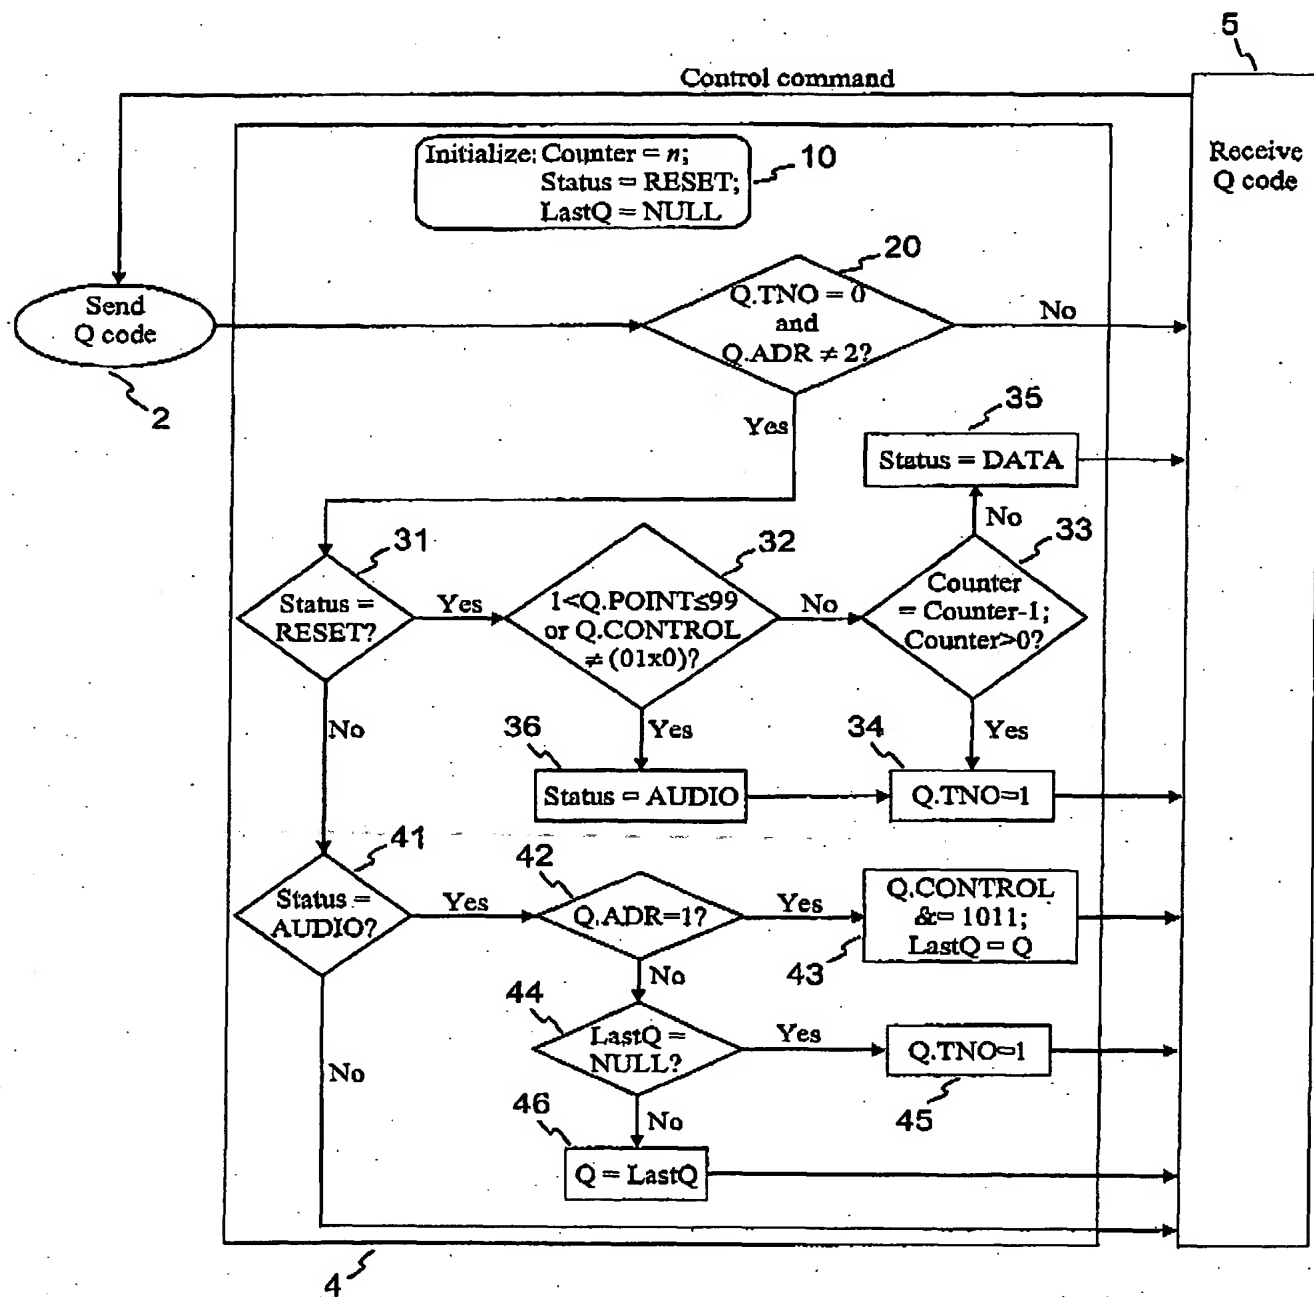 5
Control command
Initialize: Counter = n;
Status = RESET;
LastQ = NULL
10
Receive
Q code
20
Send
Q code
2
Q.TNO = 0
and
Q.ADR ≠ 2?
No
Yes
35
Status = DATA
No
31
32
33
Status =
RESET?
Yes
1<Q.POINT≤99
or Q.CONTROL
≠ (01x0)?
No
Counter
= Counter-1;
Counter>0?
No
Yes
Yes
36
34
Status = AUDIO
Q.TNO=1
41
42
Status =
AUDIO?
Yes
Q.ADR=1?
Yes
Q.CONTROL
&= 1011;
LastQ = Q
43
No
44
LastQ =
NULL?
Yes
Q.TNO=1
45
No
No
46
Q = LastQ
4